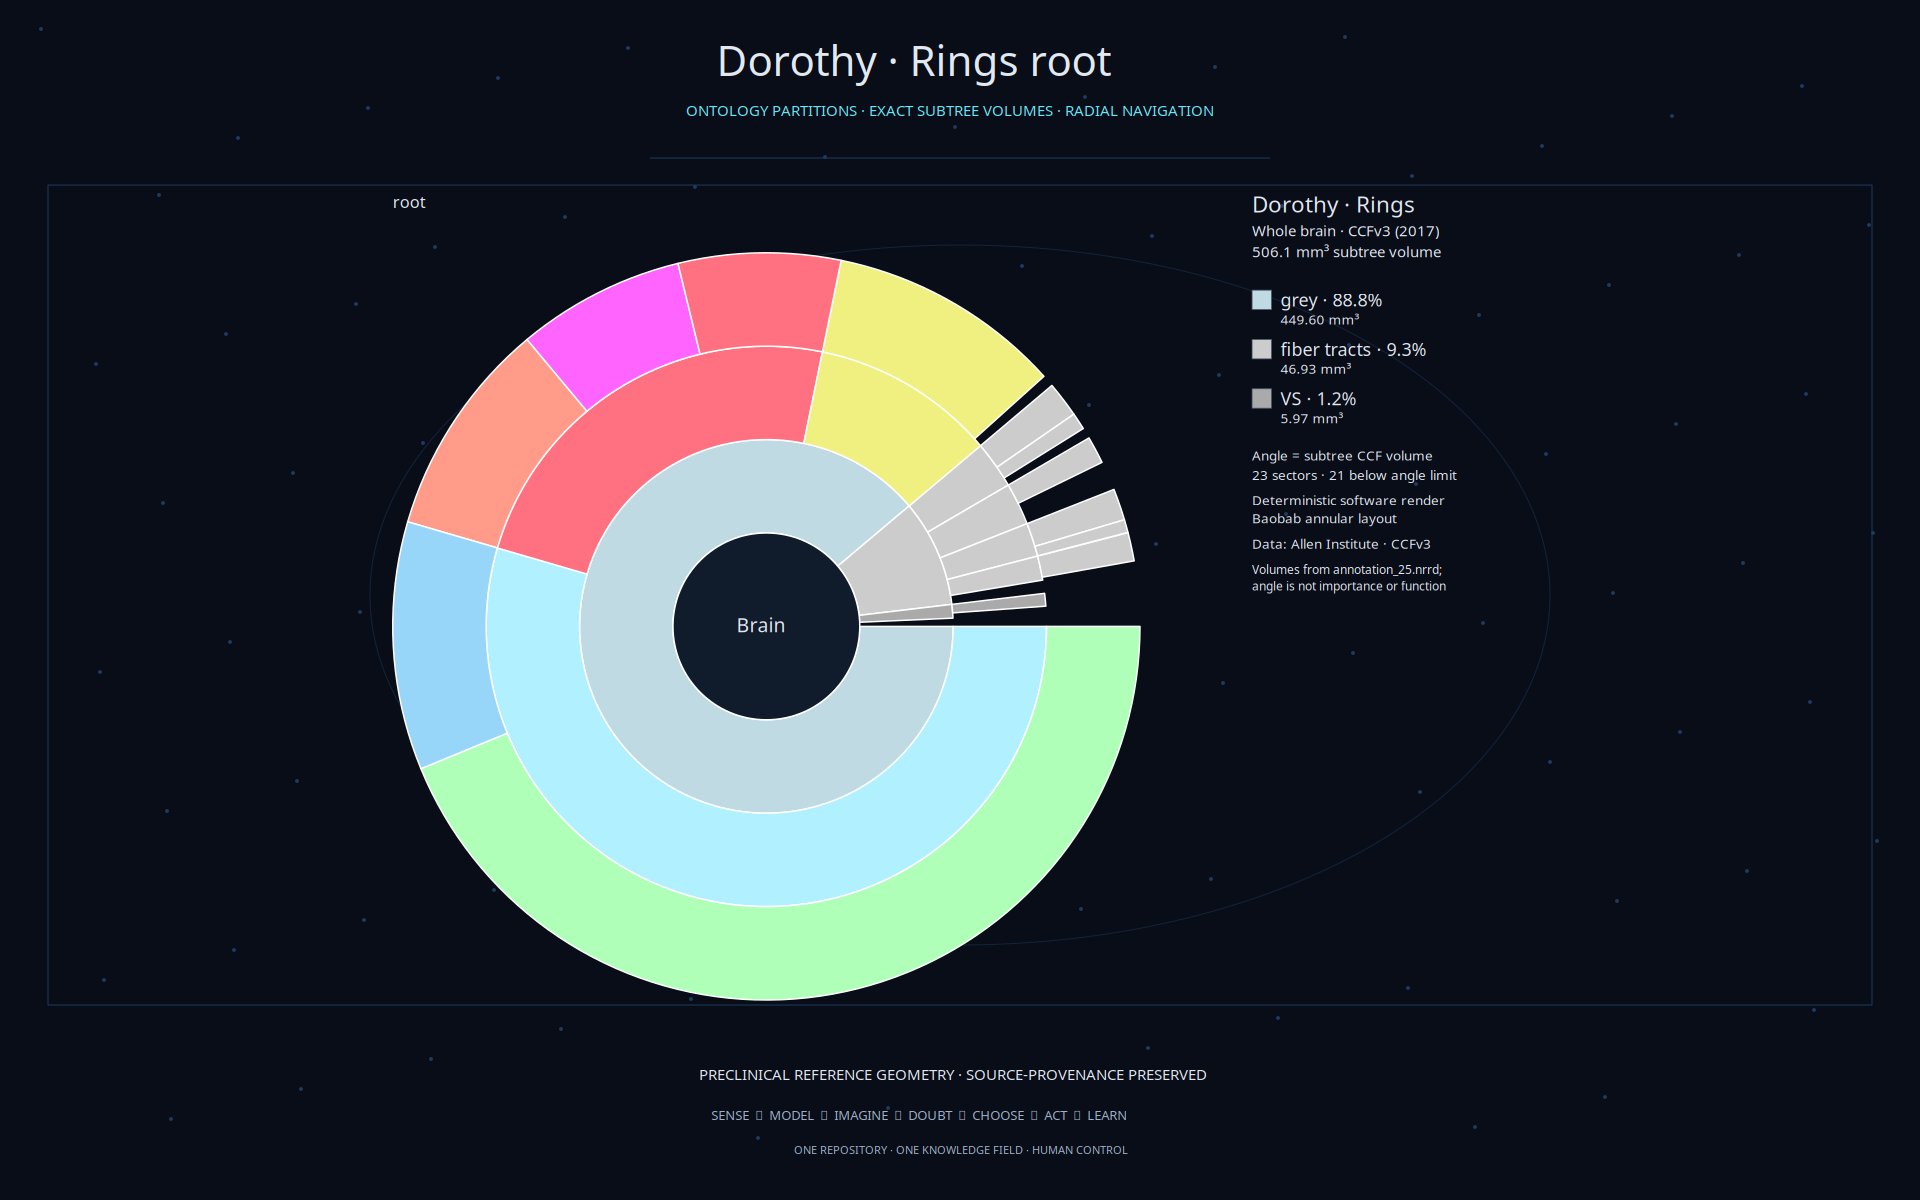 Dorothy · Rings root
ONTOLOGY PARTITIONS · EXACT SUBTREE VOLUMES · RADIAL NAVIGATION
root
Brain
Dorothy · Rings
Whole brain · CCFv3 (2017)
506.1 mm³ subtree volume
grey · 88.8%
449.60 mm³
fiber tracts · 9.3%
46.93 mm³
VS · 1.2%
5.97 mm³
Angle = subtree CCF volume
23 sectors · 21 below angle limit
Deterministic software render
Baobab annular layout
Data: Allen Institute · CCFv3
Volumes from annotation_25.nrrd;
angle is not importance or function
PRECLINICAL REFERENCE GEOMETRY · SOURCE-PROVENANCE PRESERVED
SENSE ▯ MODEL ▯ IMAGINE ▯ DOUBT ▯ CHOOSE ▯ ACT ▯ LEARN
ONE REPOSITORY · ONE KNOWLEDGE FIELD · HUMAN CONTROL